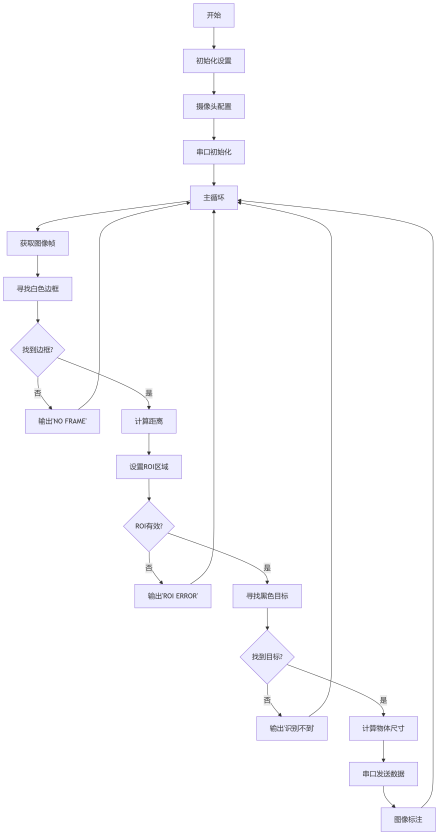 开始
初始化设置
摄像头配置
串口初始化
主循环
获取图像帧
寻找白色边框
找到边框?
否
是
输出'NO FRAME'
计算距离
设置ROI区域
ROI有效?
否
是
输出'ROI ERROR'
寻找黑色目标
找到目标?
否
是
输出'识别不到'
计算物体尺寸
串口发送数据
图像标注